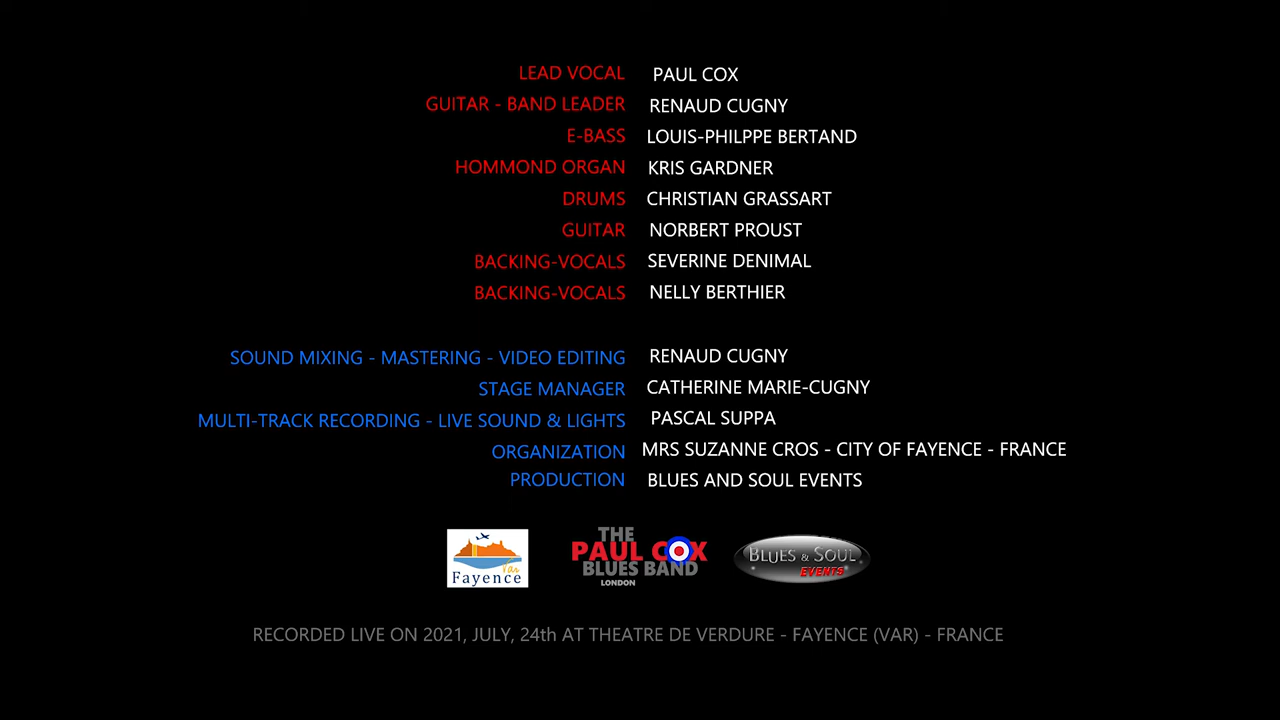 LEAD VOCAL PAUL COX
GUITAR - BAND LEADER RENAUD CUGNY
E-BASS LOUIS-PHILPPE BERTAND
HOMMOND ORGAN KRIS GARDNER
DRUMS CHRISTIAN GRASSART
GUITAR NORBERT PROUST
BACKING-VOCALS SEVERINE DENIMAL
BACKING-VOCALS NELLY BERTHIER
SOUND MIXING - MASTERING - VIDEO EDITING RENAUD CUGNY
STAGE MANAGER CATHERINE MARIE-CUGNY
MULTI-TRACK RECORDING - LIVE SOUND & LIGHTS PASCAL SUPPA
ORGANIZATION MRS SUZANNE CROS - CITY OF FAYENCE - FRANCE
PRODUCTION BLUES AND SOUL EVENTS
Var
Fayence
THE
PAUL COX
BLUES BAND
LONDON
BLUES & SOUL
EVENTS
RECORDED LIVE ON 2021, JULY, 24th AT THEATRE DE VERDURE - FAYENCE (VAR) - FRANCE